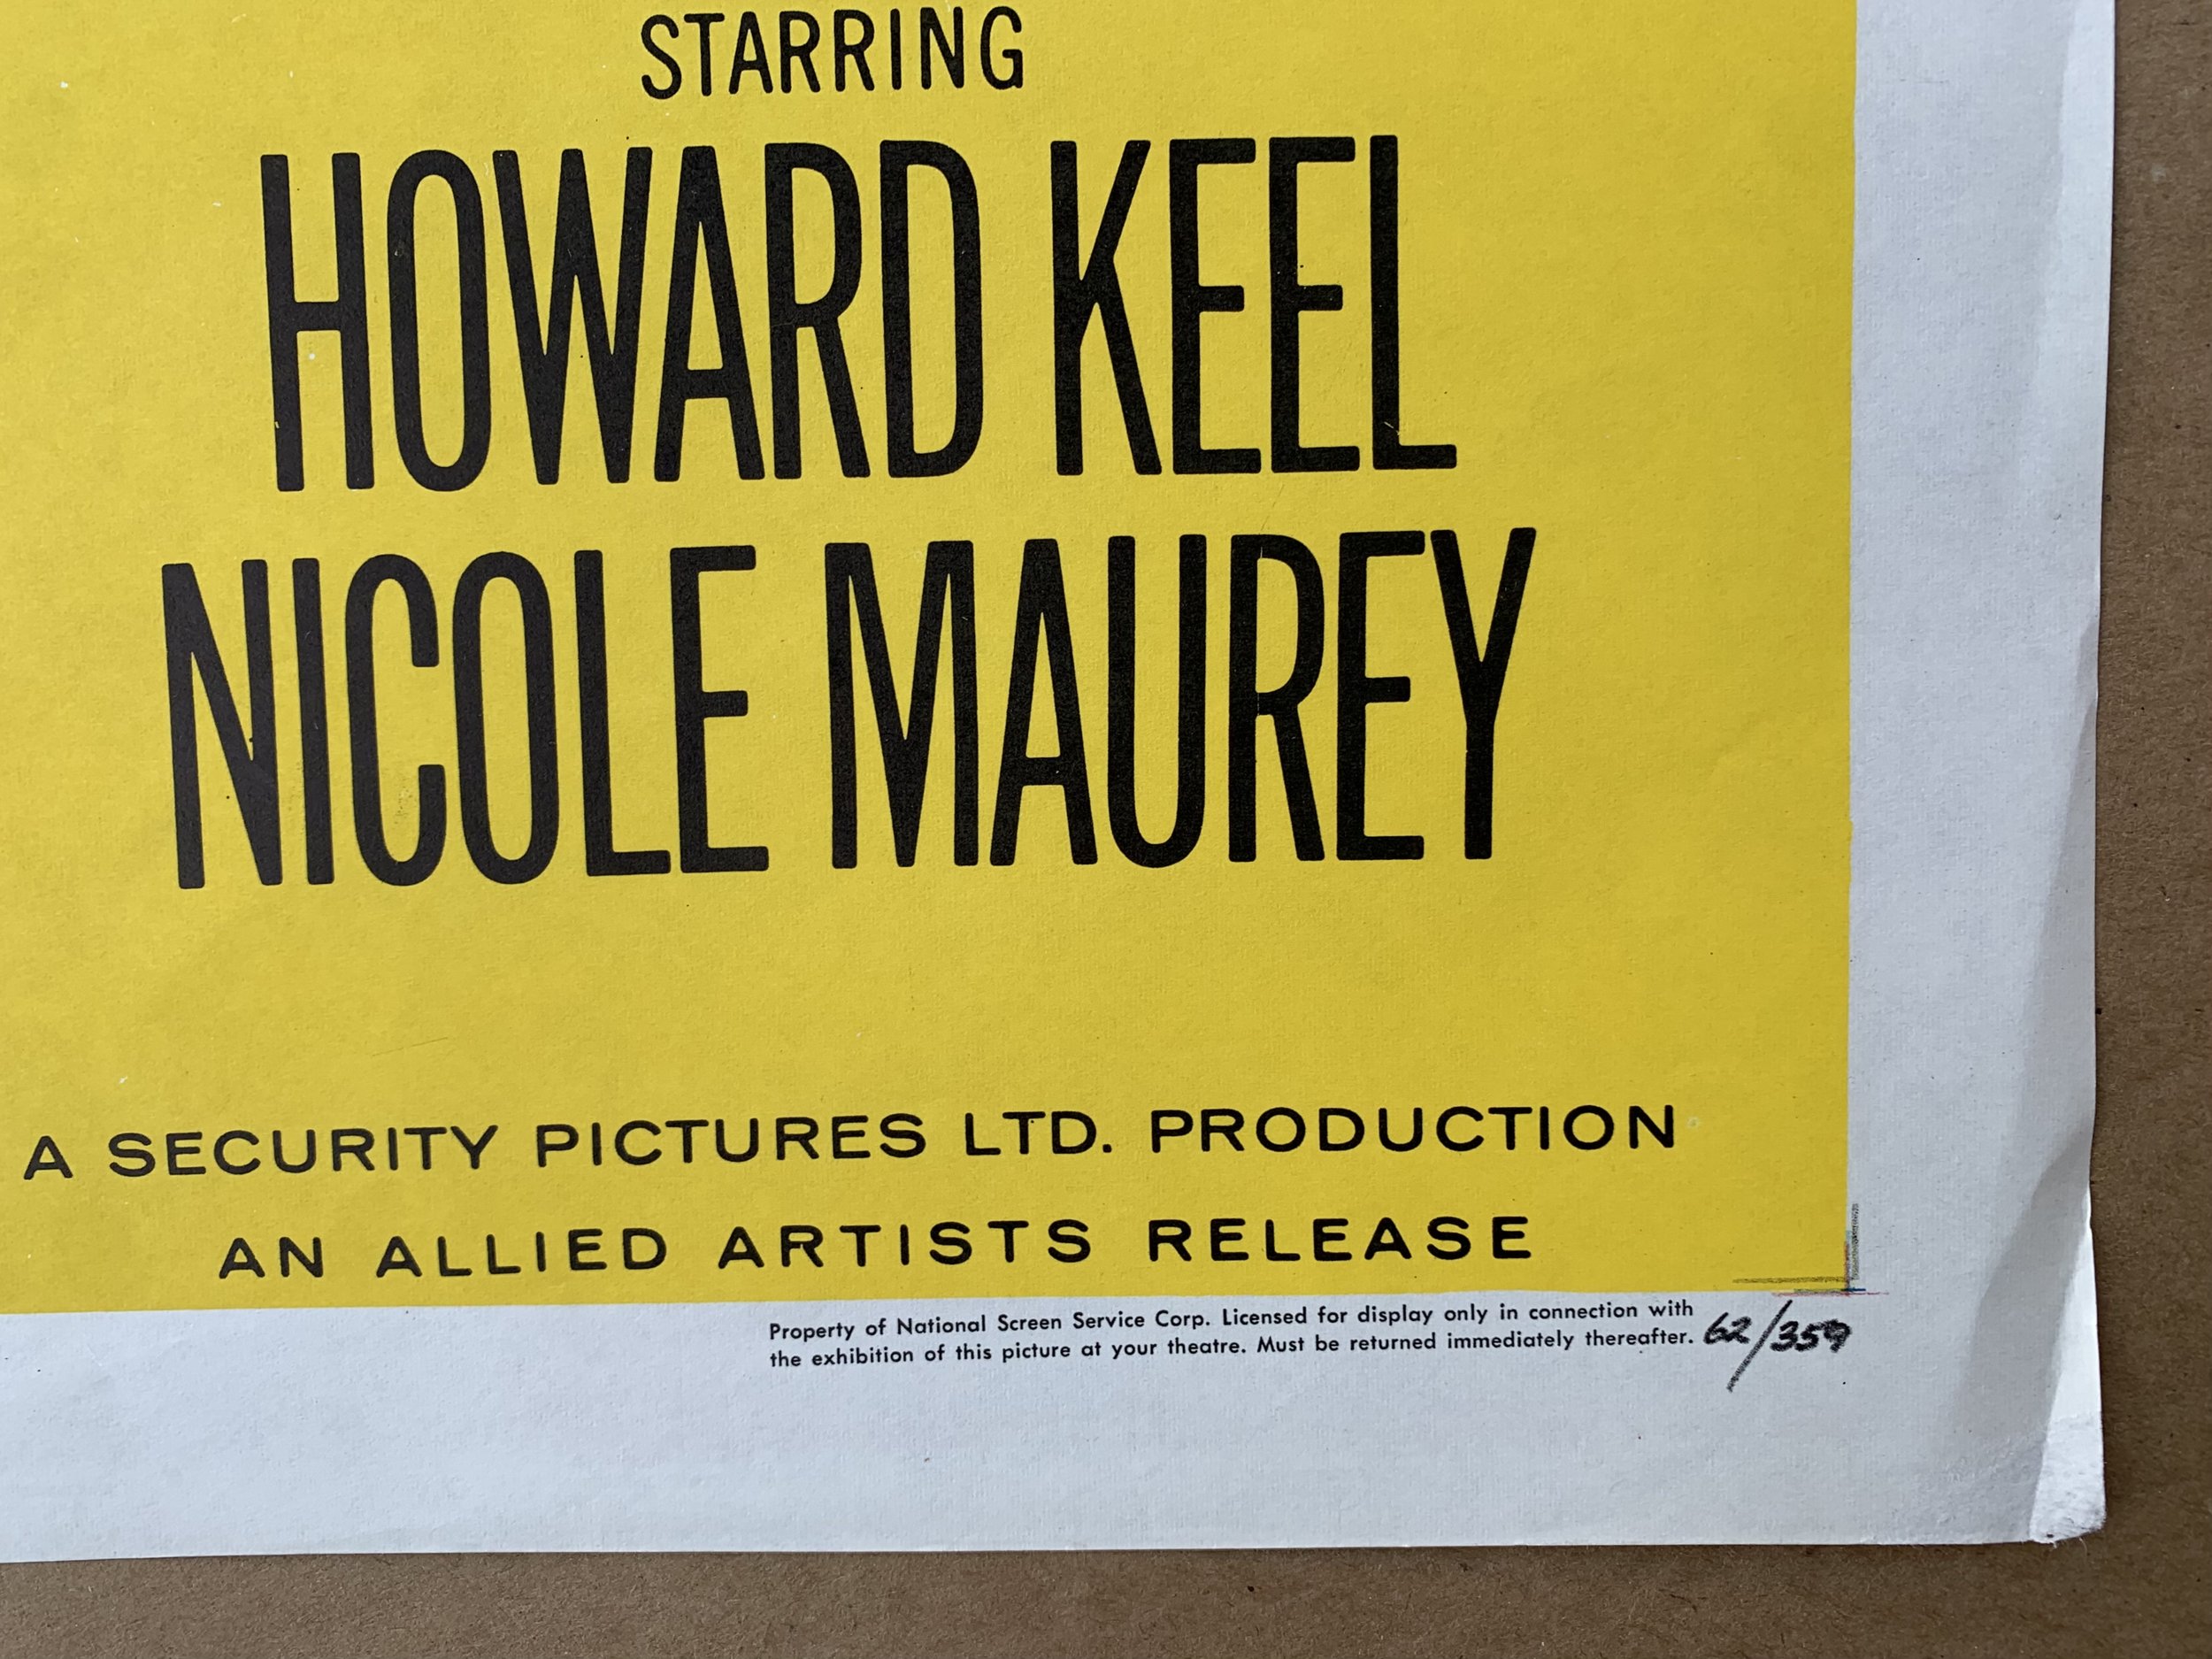 STARRING
HOWARD KEEL
NICOLE MAUREY
A SECURITY PICTURES LTD. PRODUCTION
AN ALLIED ARTISTS RELEASE
Property of National Screen Service Corp. Licensed for display only in connection with
the exhibition of this picture at your theatre. Must be returned immediately thereafter. 62/359